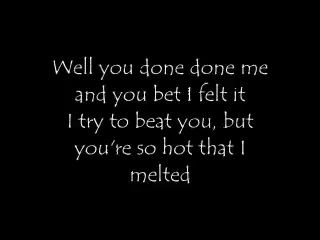 Well you done done me
and you bet I felt it
I try to beat you, but
you're so hot that I
melted